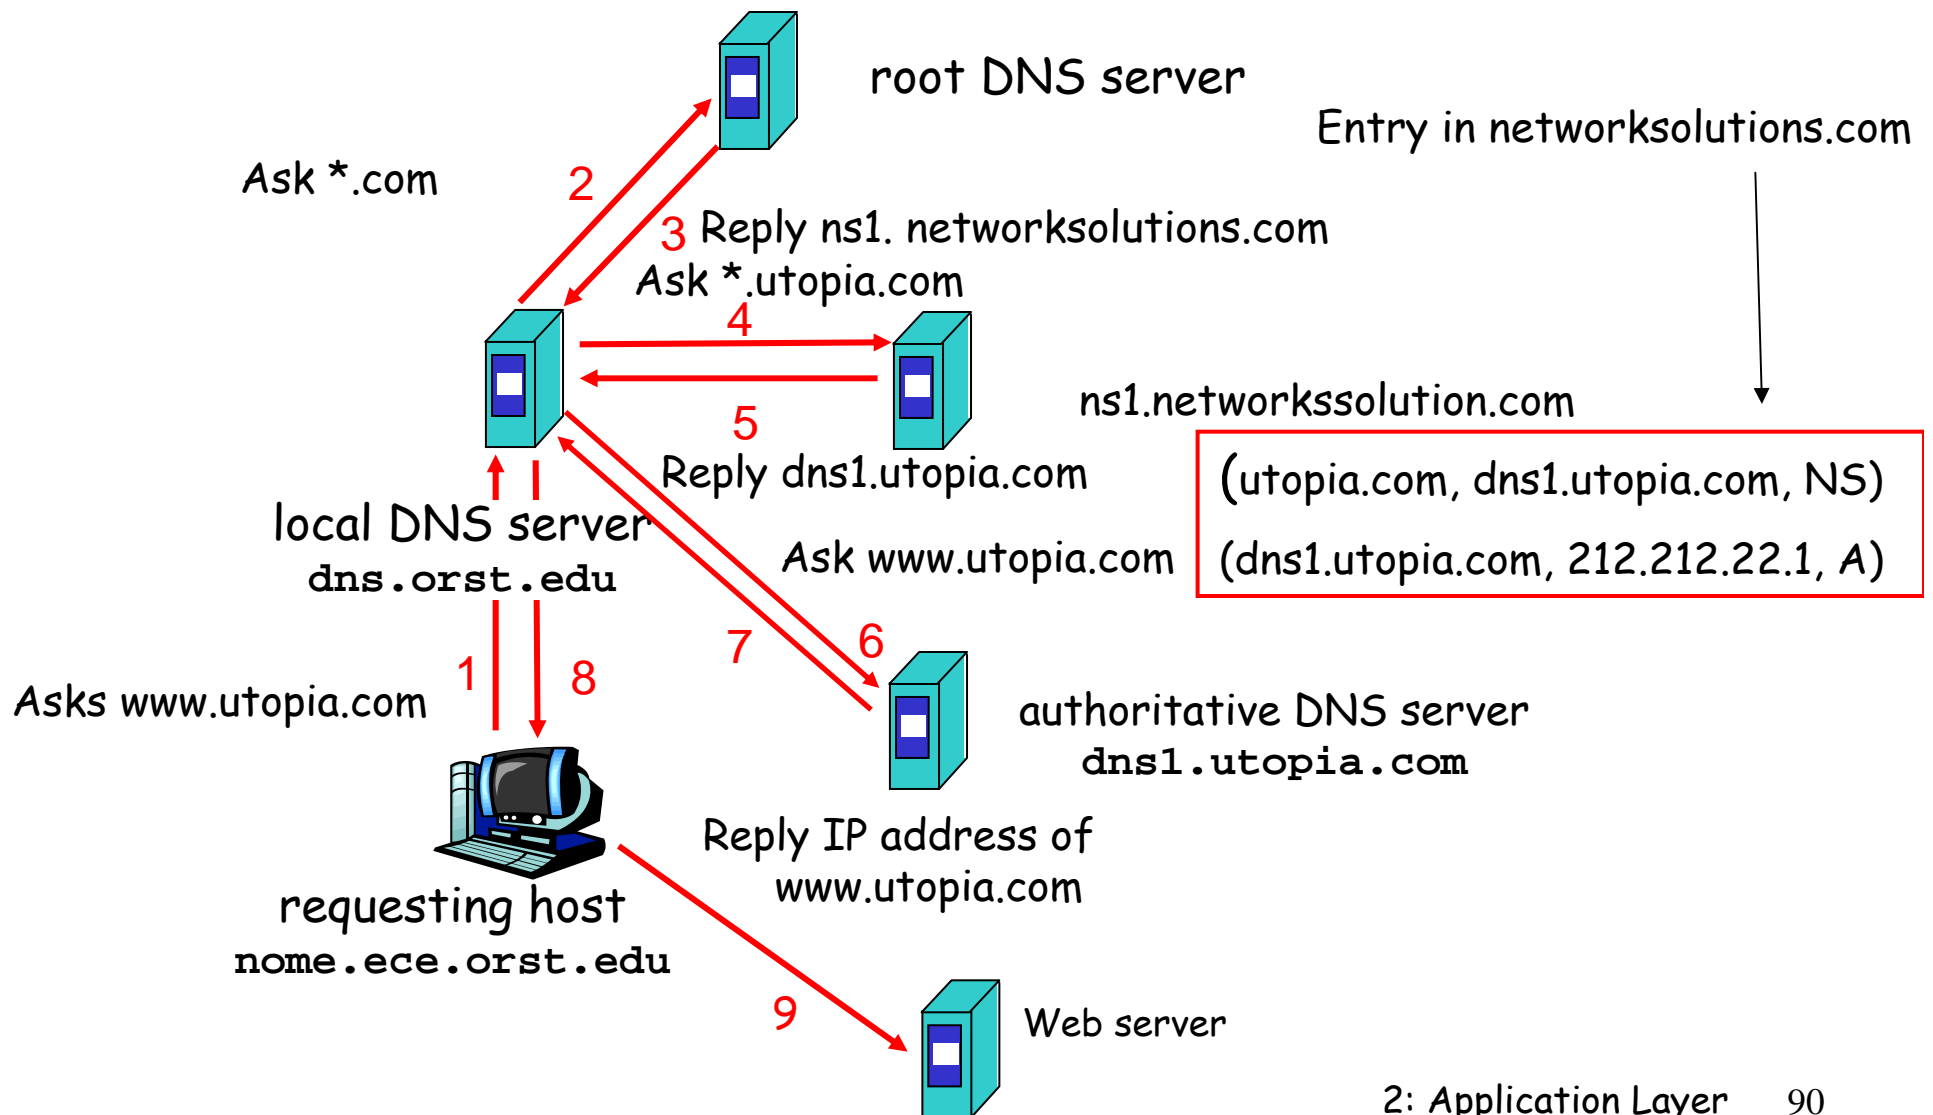 root DNS server
Entry in networksolutions.com
Ask *.com
2
3 Reply ns1. networksolutions.com
Ask *.utopia.com
4
ns1.networkssolution.com
5
Reply dns1.utopia.com
(utopia.com, dns1.utopia.com, NS)
local DNS server
dns.orst.edu
Ask www.utopia.com
(dns1.utopia.com, 212.212.22.1, A)
7
6
1
8
Asks www.utopia.com
authoritative DNS server
dns1.utopia.com
Reply IP address of
www.utopia.com
requesting host
nome.ece.orst.edu
9
Web server
2: Application Layer 90